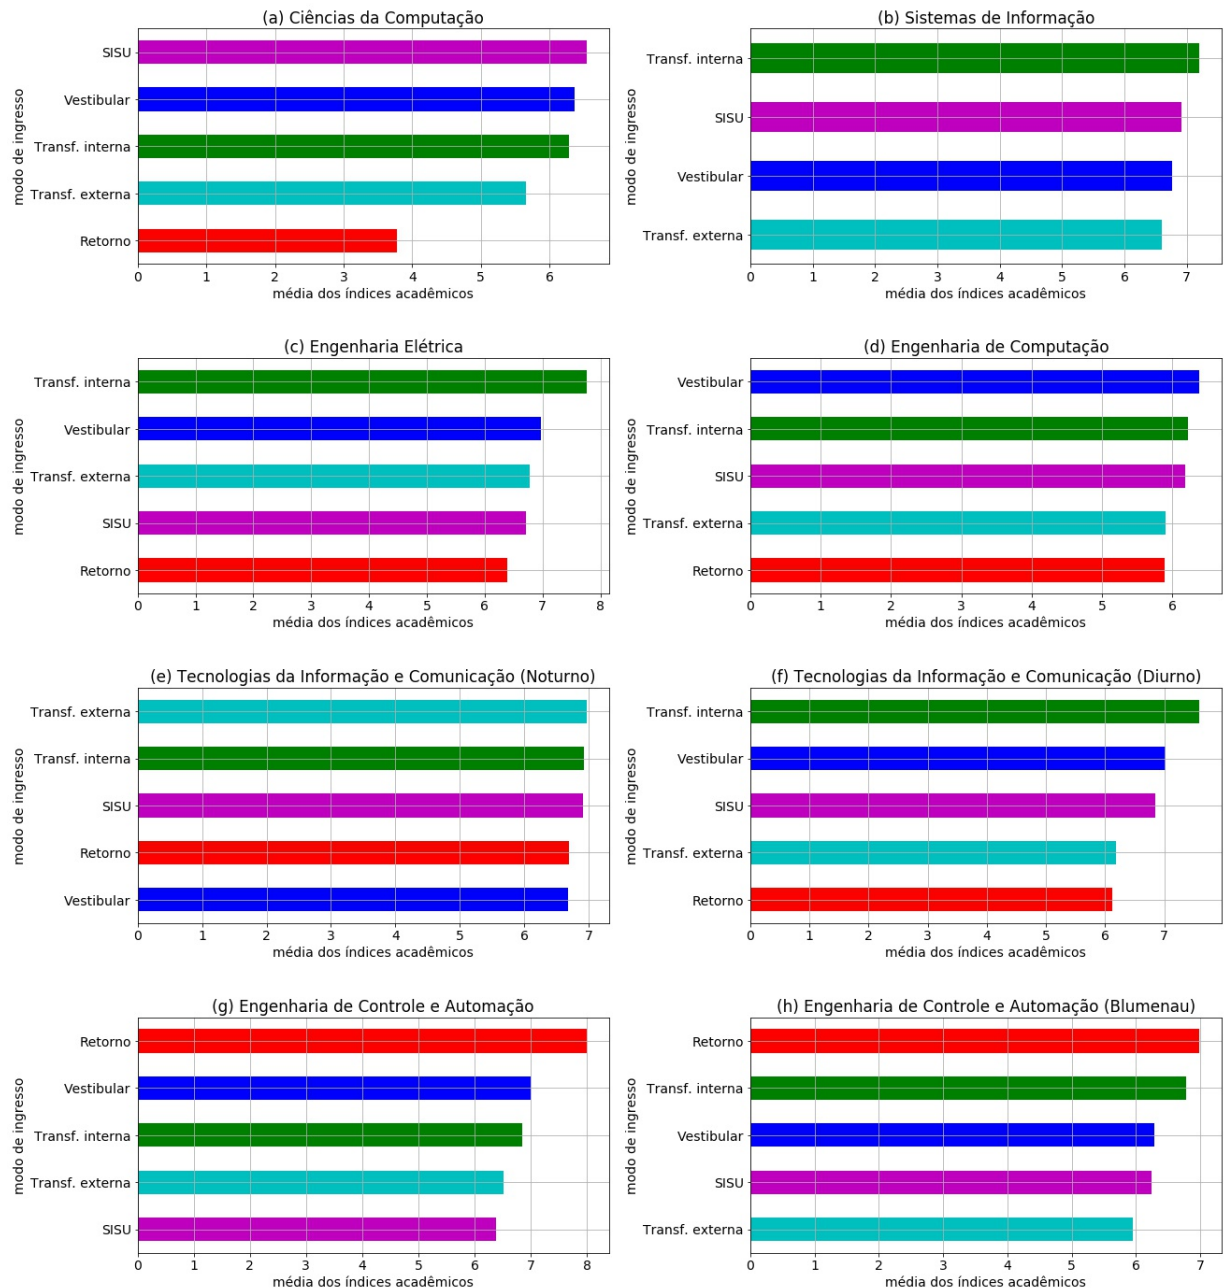 (a) Ciências da Computação
modo de ingresso
SISU
Vestibular
Transf. interna
Transf. externa
Retorno
0 1 2 3 4 5 6
média dos índices acadêmicos
(b) Sistemas de Informação
modo de ingresso
Transf. interna
SISU
Vestibular
Transf. externa
0 1 2 3 4 5 6 7
média dos índices acadêmicos
(c) Engenharia Elétrica
modo de ingresso
Transf. interna
Vestibular
Transf. externa
SISU
Retorno
0 1 2 3 4 5 6 7 8
média dos índices acadêmicos
(d) Engenharia de Computação
modo de ingresso
Vestibular
Transf. interna
SISU
Transf. externa
Retorno
0 1 2 3 4 5 6
média dos índices acadêmicos
(e) Tecnologias da Informação e Comunicação (Noturno)
modo de ingresso
Transf. externa
Transf. interna
SISU
Retorno
Vestibular
0 1 2 3 4 5 6 7
média dos índices acadêmicos
(f) Tecnologias da Informação e Comunicação (Diurno)
modo de ingresso
Transf. interna
Vestibular
SISU
Transf. externa
Retorno
0 1 2 3 4 5 6 7
média dos índices acadêmicos
(g) Engenharia de Controle e Automação
modo de ingresso
Retorno
Vestibular
Transf. interna
Transf. externa
SISU
0 1 2 3 4 5 6 7 8
média dos índices acadêmicos
(h) Engenharia de Controle e Automação (Blumenau)
modo de ingresso
Retorno
Transf. interna
Vestibular
SISU
Transf. externa
0 1 2 3 4 5 6 7
média dos índices acadêmicos